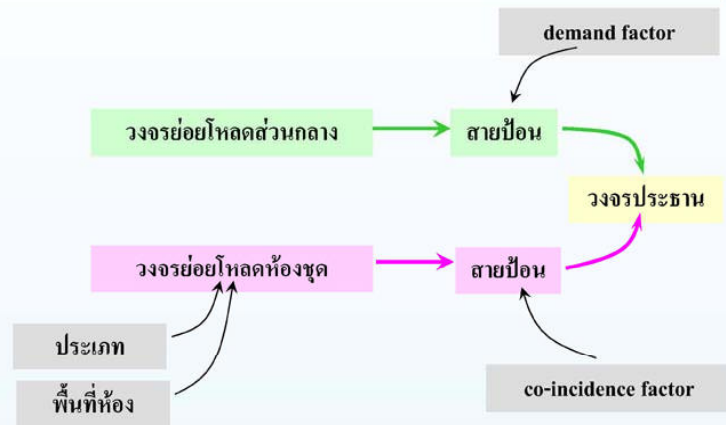 demand factor
วงจรย่อยโหลดส่วนกลาง
สายป้อน
วงจรประธาน
วงจรย่อยโหลดห้องชุด
สายป้อน
ประเภท
พื้นที่ห้อง
co-incidence factor